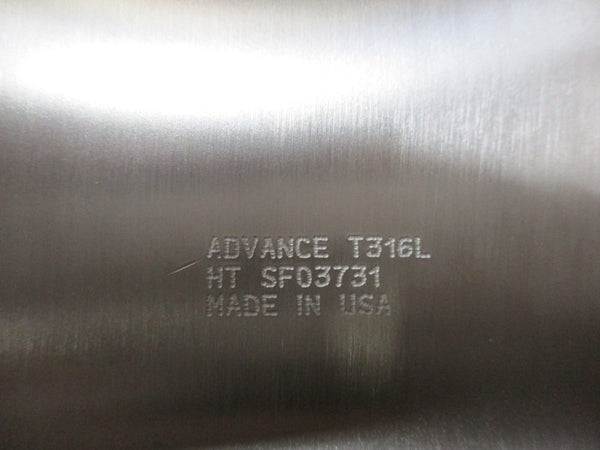 ADVANCE T316L
HT SF03731
MADE IN USA